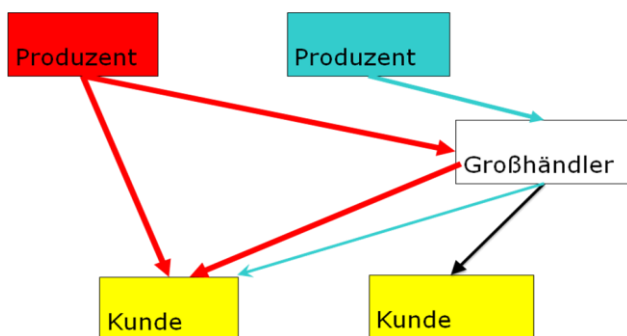 Produzent
Produzent
Großhändler
Kunde
Kunde